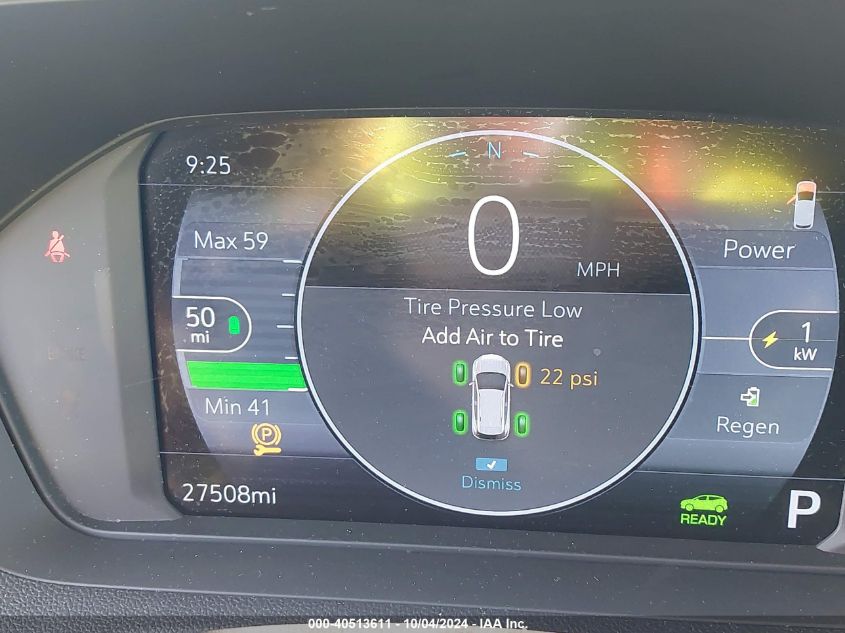 9:25
N
Max 59
0
MPH
Power
Tire Pressure Low
Add Air to Tire
50
mi
1
kW
22 psi
Min 41
Regen
P
Dismiss
27508mi
READY
P
000-40513611 - 10/04/2024 - IAA Inc.